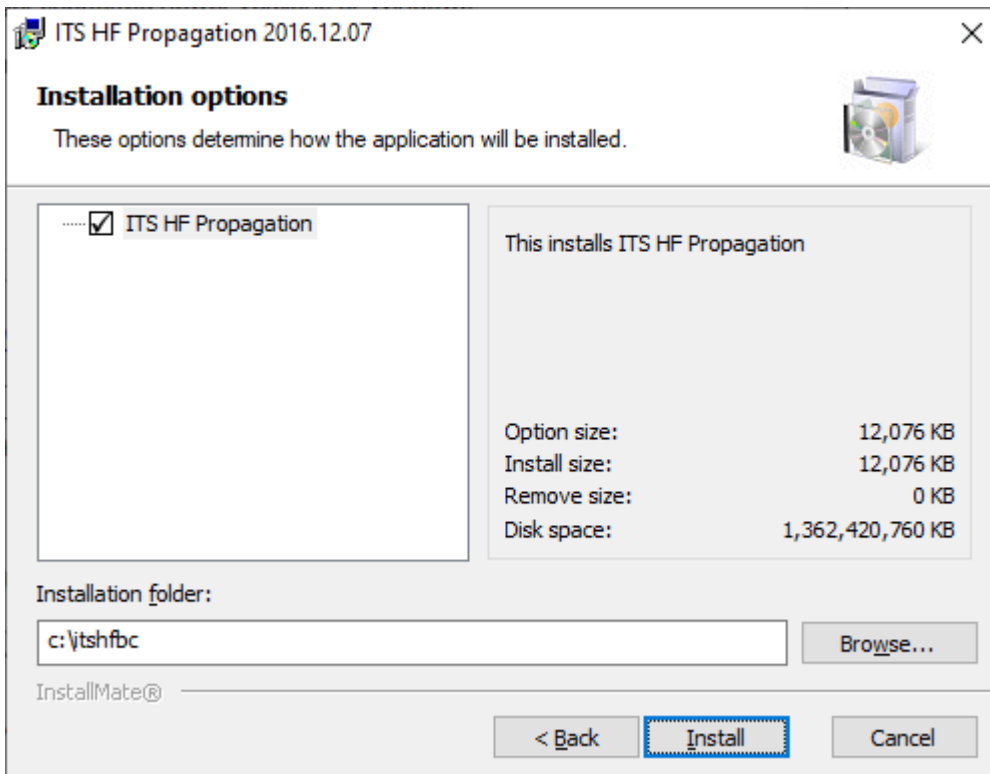 ITS HF Propagation 2016.12.07
Installation options
These options determine how the application will be installed.
ITS HF Propagation
This installs ITS HF Propagation
Option size: 12,076 KB
Install size: 12,076 KB
Remove size: 0 KB
Disk space: 1,362,420,760 KB
Installation folder:
c:\itshfbc
Browse...
InstallMate®
< Back
Install
Cancel